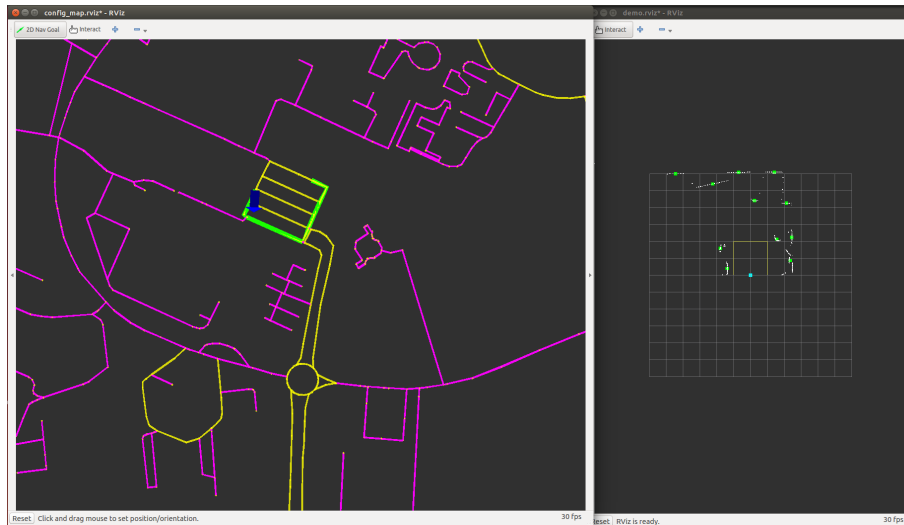 config_map.rviz* - RViz
demo.rviz* - RViz
2D Nav Goal
Interact
Interact
Reset
Click and drag mouse to set position/orientation.
30 fps
Reset
RViz is ready.
30 fps